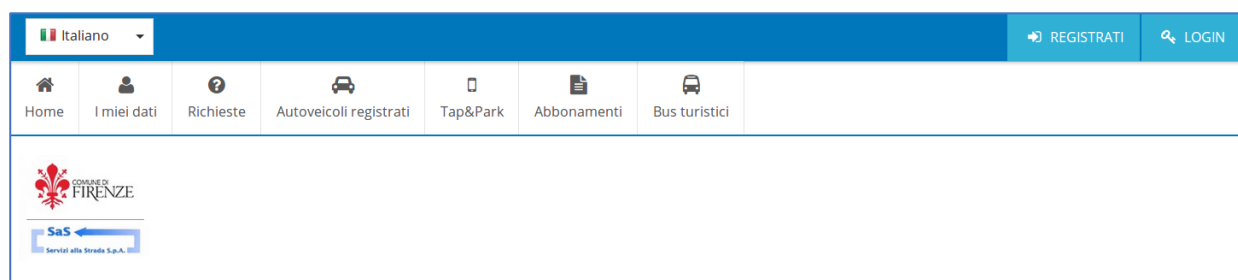 Italiano
REGISTRATI
LOGIN
Home
I miei dati
Richieste
Autoveicoli registrati
Tap&Park
Abbonamenti
Bus turistici
COMUNE DI
FIRENZE
SaS
Servizi alla Strada S.p.A.